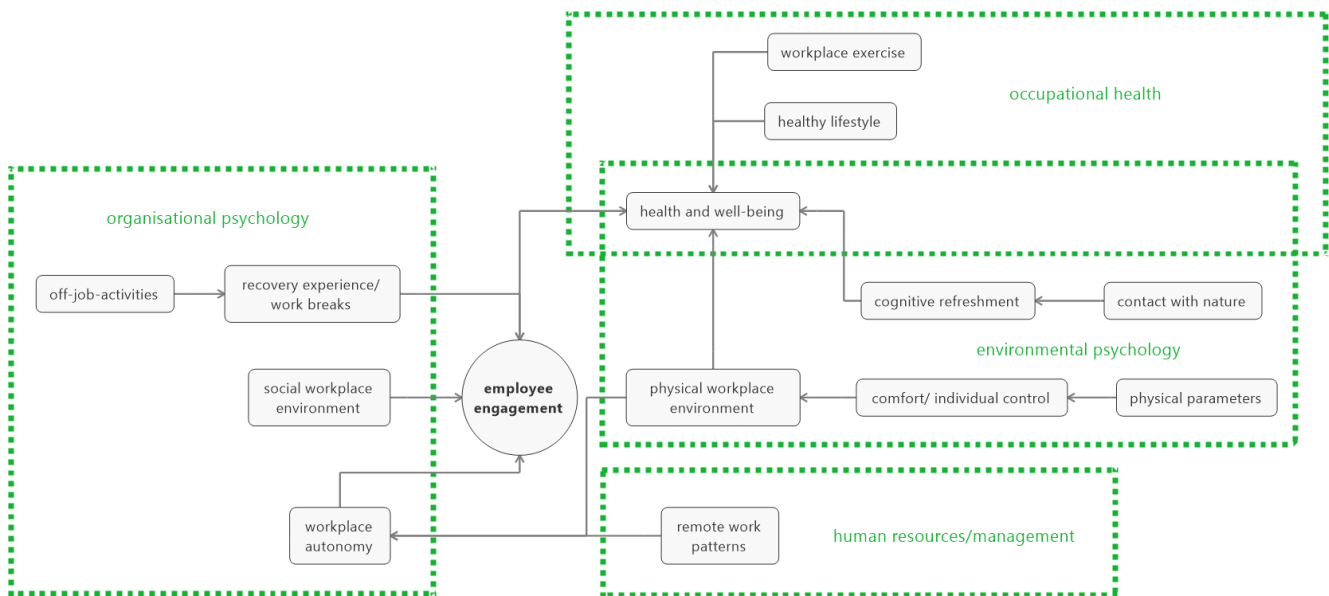 workplace exercise
occupational health
healthy lifestyle
organisational psychology
health and well-being
off-job-activities
recovery experience/
work breaks
cognitive refreshment
contact with nature
environmental psychology
social workplace
environment
employee
engagement
physical workplace
environment
comfort/ individual control
physical parameters
workplace
autonomy
remote work
patterns
human resources/management